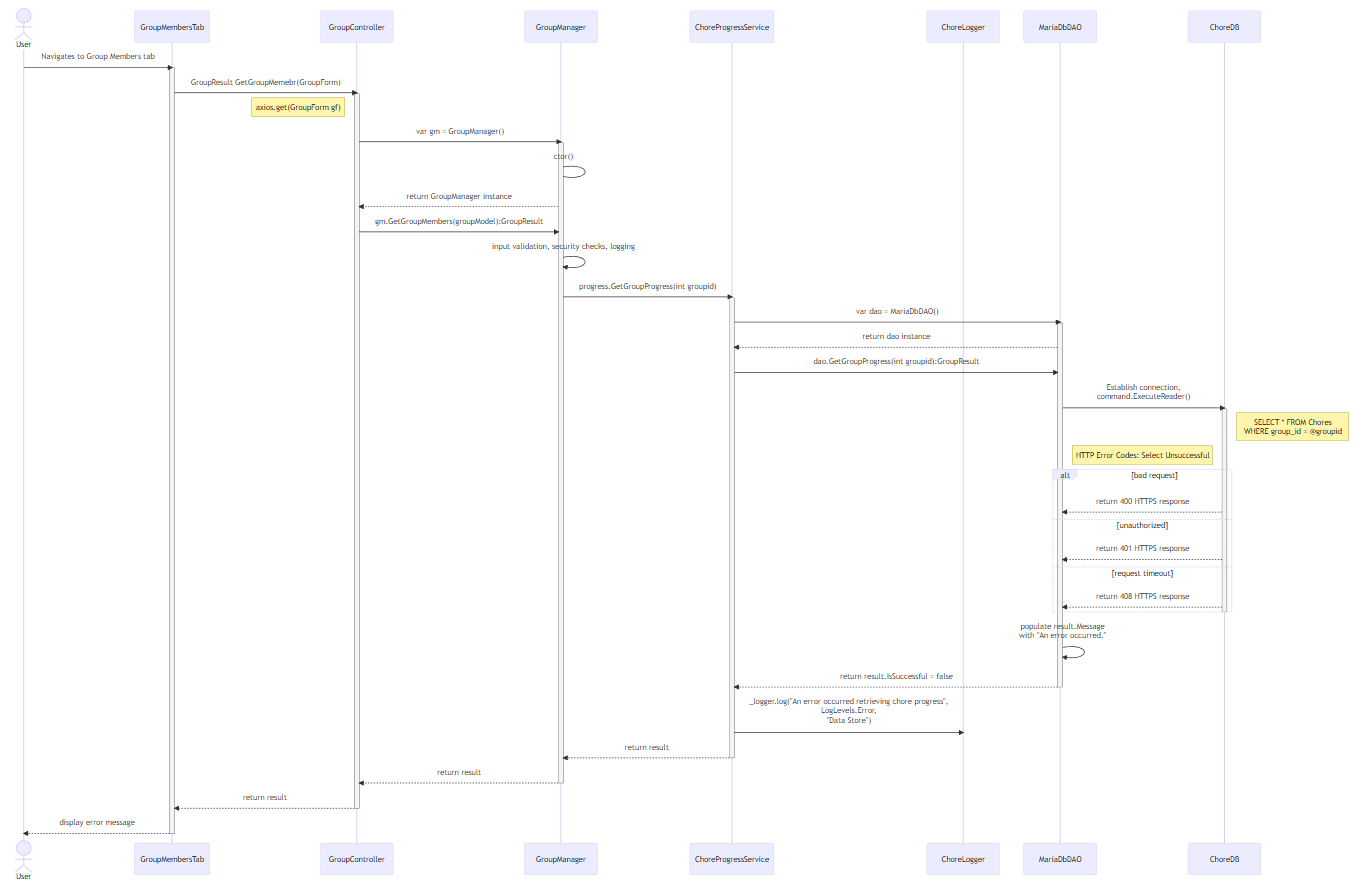 User
GroupMembersTab
GroupController
GroupManager
ChoreProgressService
ChoreLogger
MariaDbDAO
ChoreDB
Navigates to Group Members tab
GroupResult GetGroupMemebr(GroupForm)
axios.get(GroupForm gf)
var gm = GroupManager()
ctor()
return GroupManager instance
gm.GetGroupMembers(groupModel):GroupResult
input validation, security checks, logging
progress.GetGroupProgress(int groupid)
var dao = MariaDbDAO()
return dao instance
dao.GetGroupProgress(int groupid):GroupResult
Establish connection,
command.ExecuteReader()
SELECT * FROM Chores
WHERE group_id = @groupid
HTTP Error Codes: Select Unsuccessful
alt
[bad request]
return 400 HTTPS response
[unauthorized]
return 401 HTTPS response
[request timeout]
return 408 HTTPS response
populate result.Message
with "An error occurred."
return result.IsSuccessful = false
_logger.log("An error occurred retrieving chore progress",
LogLevels.Error,
"Data Store")
return result
return result
return result
display error message
User
GroupMembersTab
GroupController
GroupManager
ChoreProgressService
ChoreLogger
MariaDbDAO
ChoreDB